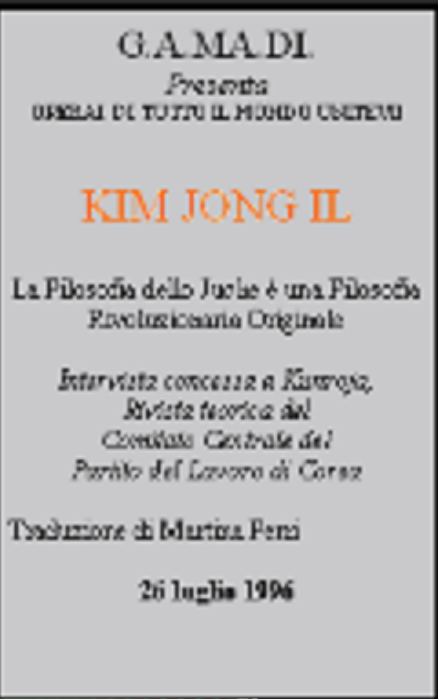 G.A.MA.DI.
Presenta
OPERAI DI TUTTO IL MONDO UNITEVI
KIM JONG IL
La Filosofia dello Juche è una Filosofia
Rivoluzionaria Originale
Intervista concessa a Kunroja,
Rivista teorica del
Comitato Centrale del
Partito del Lavoro di Corea
Traduzione di Martina
26 luglio 1996